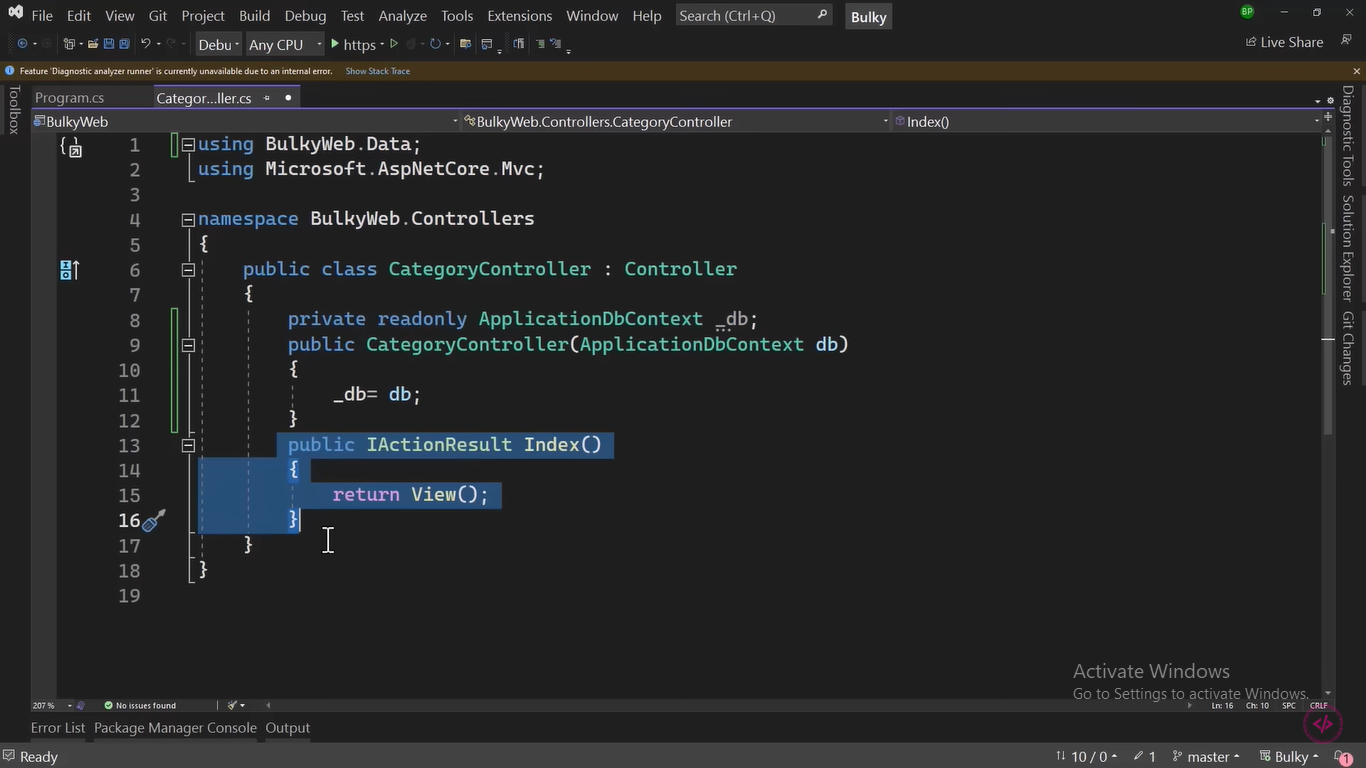 File Edit View Git Project Build Debug Test Analyze Tools Extensions Window Help Search (Ctrl+Q) Bulky BP
Debu Any CPU https Live Share
Feature 'Diagnostic analyzer runner' is currently unavailable due to an internal error. Show Stack Trace
Toolbox
Program.cs Categor...ller.cs
BulkyWeb BulkyWeb.Controllers.CategoryController Index()
1 using BulkyWeb.Data;
2 using Microsoft.AspNetCore.Mvc;
3
4 namespace BulkyWeb.Controllers
5 {
6 public class CategoryController : Controller
7 {
8 private readonly ApplicationDbContext _db;
9 public CategoryController(ApplicationDbContext db)
10 {
11 _db= db;
12 }
13 public IActionResult Index()
14 {
15 return View();
16 }
17 }
18 }
19
Diagnostic Tools
Solution Explorer
Git Changes
Activate Windows
Go to Settings to activate Windows.
207 % No issues found Ln: 16 Ch: 10 SPC CRLF
Error List Package Manager Console Output
</>
Ready 10 / 0 1 master Bulky 1